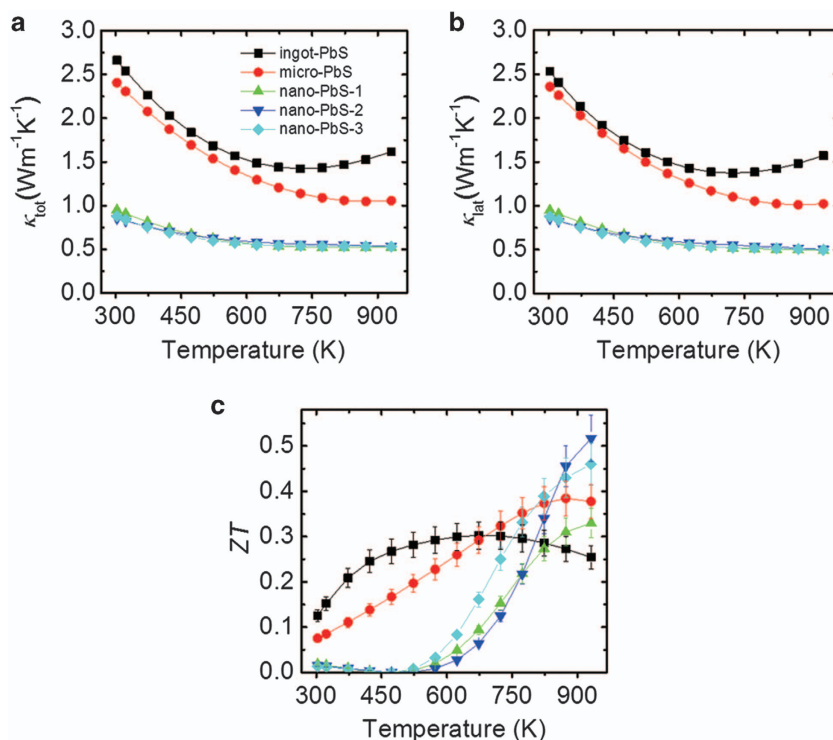 a
κtot(Wm⁻¹K⁻¹)
3.0
2.5
2.0
1.5
1.0
0.5
0.0
ingot-PbS
micro-PbS
nano-PbS-1
nano-PbS-2
nano-PbS-3
300 450 600 750 900
Temperature (K)
b
κlat(Wm⁻¹K⁻¹)
3.0
2.5
2.0
1.5
1.0
0.5
0.0
300 450 600 750 900
Temperature (K)
c
ZT
0.5
0.4
0.3
0.2
0.1
0.0
300 450 600 750 900
Temperature (K)